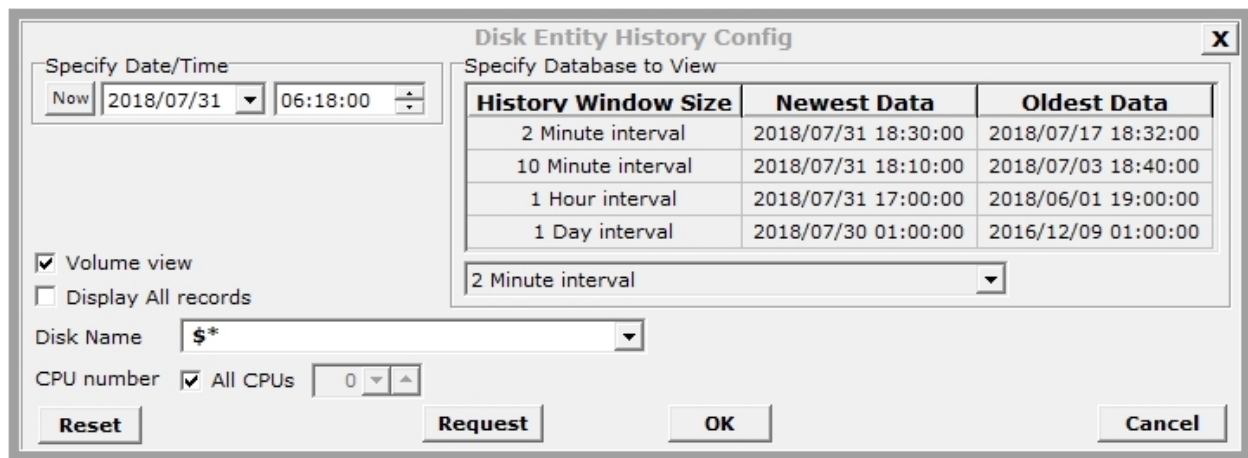 Disk Entity History Config
X
Specify Date/Time
Now 2018/07/31 06:18:00
Specify Database to View
History Window Size Newest Data Oldest Data
2 Minute interval 2018/07/31 18:30:00 2018/07/17 18:32:00
10 Minute interval 2018/07/31 18:10:00 2018/07/03 18:40:00
1 Hour interval 2018/07/31 17:00:00 2018/06/01 19:00:00
1 Day interval 2018/07/30 01:00:00 2016/12/09 01:00:00
2 Minute interval
Volume view
Display All records
Disk Name $*
CPU number All CPUs 0
Reset Request OK Cancel